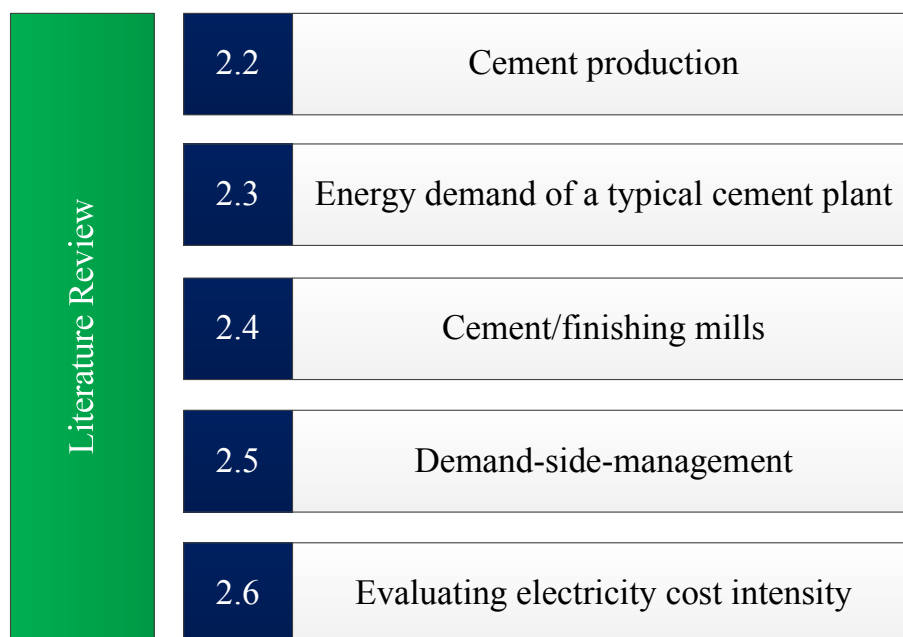 Literature Review
2.2 Cement production
2.3 Energy demand of a typical cement plant
2.4 Cement/finishing mills
2.5 Demand-side-management
2.6 Evaluating electricity cost intensity